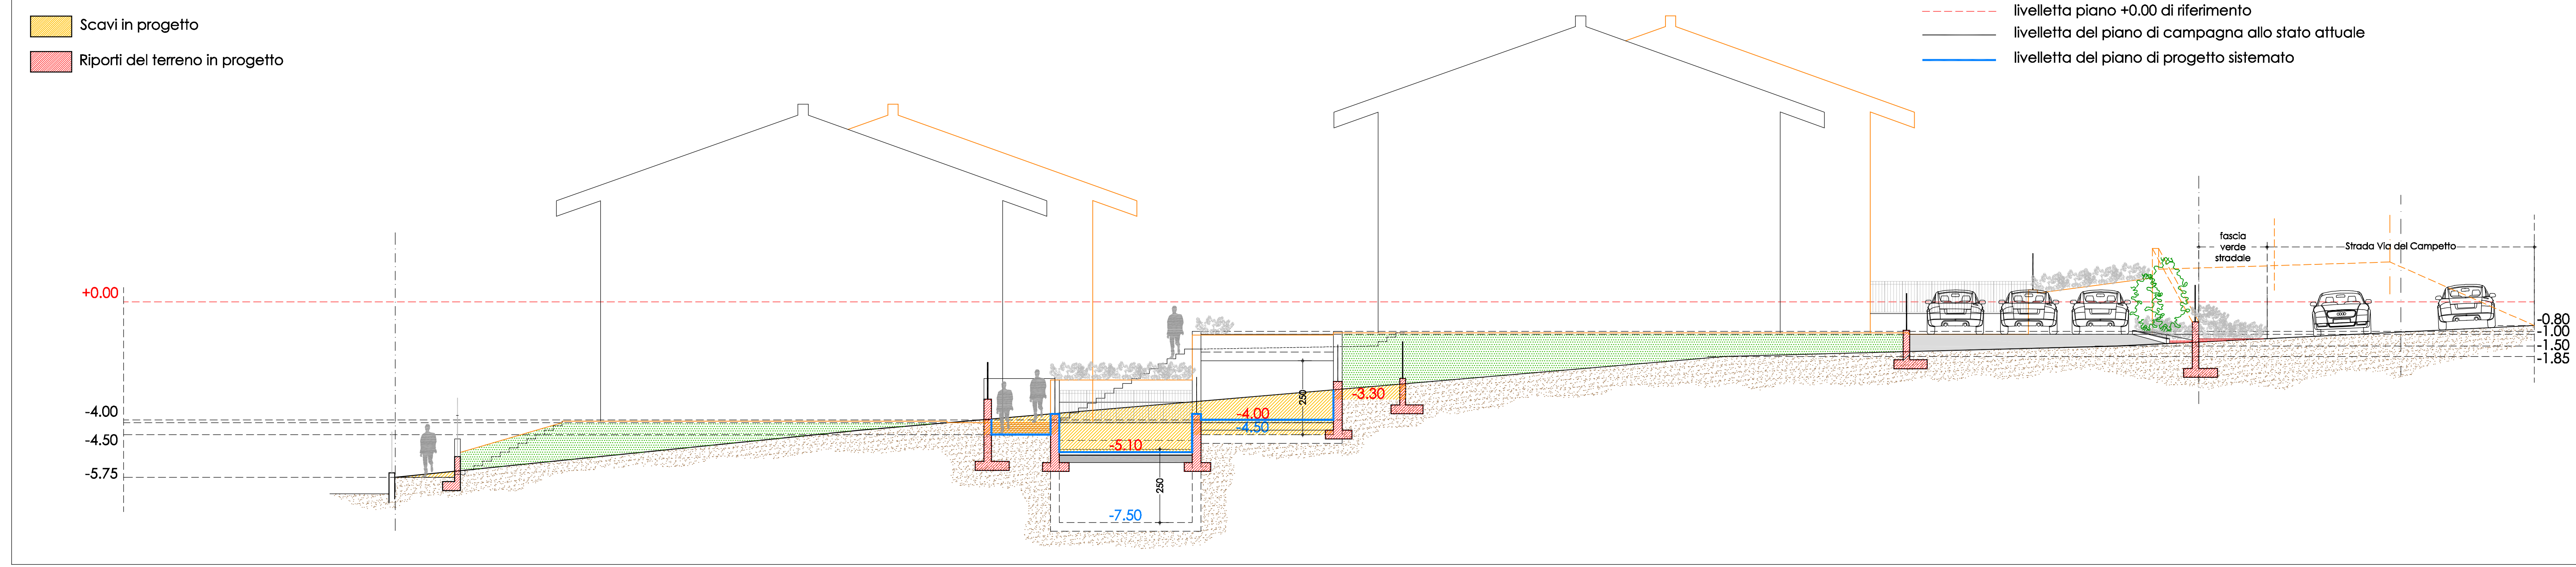 Scavi in progetto
Riporti del terreno in progetto
livelletta piano +0.00 di riferimento
livelletta del piano di campagna allo stato attuale
livelletta del piano di progetto sistemato
fascia
verde
stradale
Strada Via del Campetto
+0.00
-0.80
-1.00
-1.50
-1.85
-3.30
250
-4.00
-4.50
-4.00
-4.50
-5.10
-5.75
250
-7.50